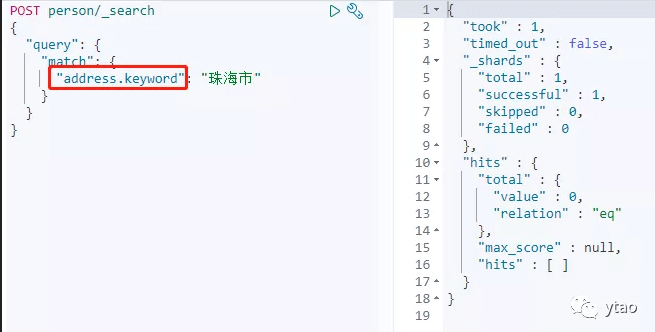 POST person/_search
{
  "query": {
    "match": {
      "address.keyword": "珠海市"
    }
  }
}
1 {
2   "took" : 1,
3   "timed_out" : false,
4   "_shards" : {
5     "total" : 1,
6     "successful" : 1,
7     "skipped" : 0,
8     "failed" : 0
9   },
10   "hits" : {
11     "total" : {
12       "value" : 0,
13       "relation" : "eq"
14     },
15     "max_score" : null,
16     "hits" : [ ]
17   }
18 }
19
ytao